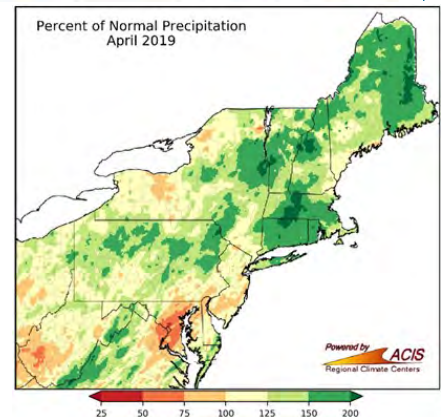 Percent of Normal Precipitation
April 2019
Powered by
ACIS
Regional Climate Centers
25 50 75 100 125 150 200